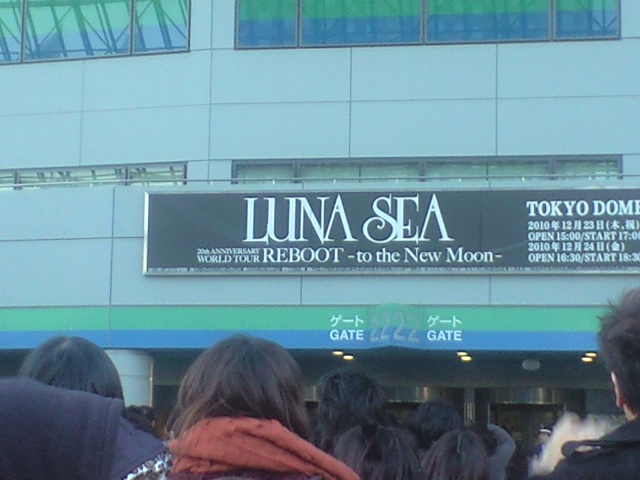 LUNA SEA
20th ANNIVERSARY
WORLD TOUR REBOOT -to the New Moon-
TOKYO DOME
2010年12月23日(木、祝)
OPEN 15:00/START 17:00
2010年12月24日(金)
OPEN 16:30/START 18:30
ゲート 22 ゲート
GATE GATE